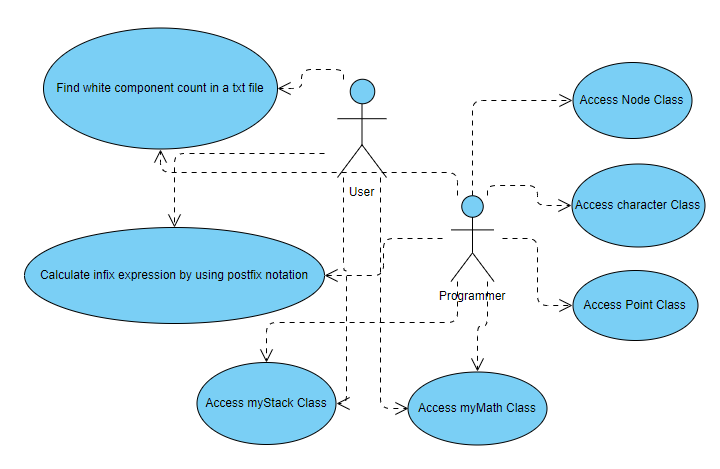 Find white component count in a txt file
Access Node Class
User
Access character Class
Calculate infix expression by using postfix notation
Programmer
Access Point Class
Access myStack Class
Access myMath Class